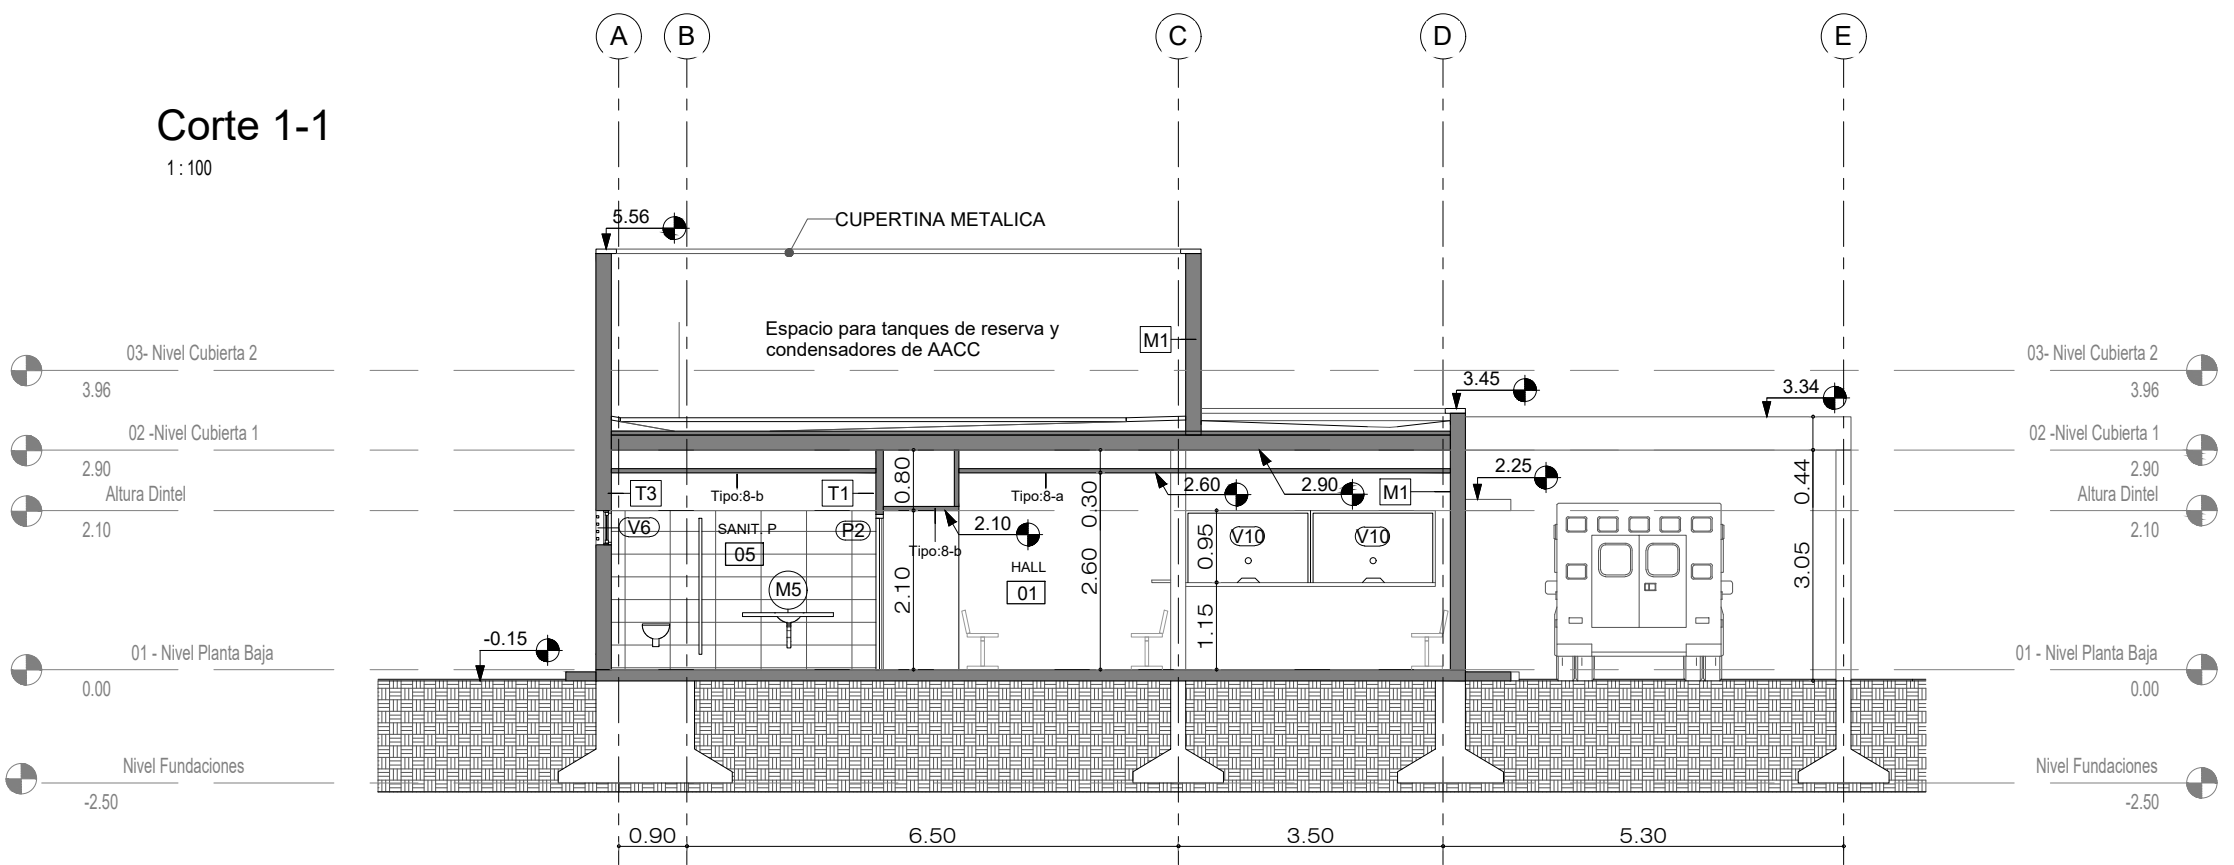 A
B
C
D
E
Corte 1-1
1 : 100
5.56
CUPERTINA METALICA
Espacio para tanques de reserva y
condensadores de AACC
M1
03- Nivel Cubierta 2
3.96
03- Nivel Cubierta 2
3.96
3.45
3.34
02 -Nivel Cubierta 1
2.90
02 -Nivel Cubierta 1
2.90
Altura Dintel
2.10
Altura Dintel
2.10
T3
Tipo:8-b
T1
0.80
Tipo:8-a
0.30
2.60
2.90
M1
2.25
0.44
V6
SANIT. P
05
P2
2.10
Tipo:8-b
HALL
01
2.60
0.95
V10
V10
3.05
M5
2.10
1.15
-0.15
01 - Nivel Planta Baja
0.00
01 - Nivel Planta Baja
0.00
Nivel Fundaciones
-2.50
Nivel Fundaciones
-2.50
0.90
6.50
3.50
5.30